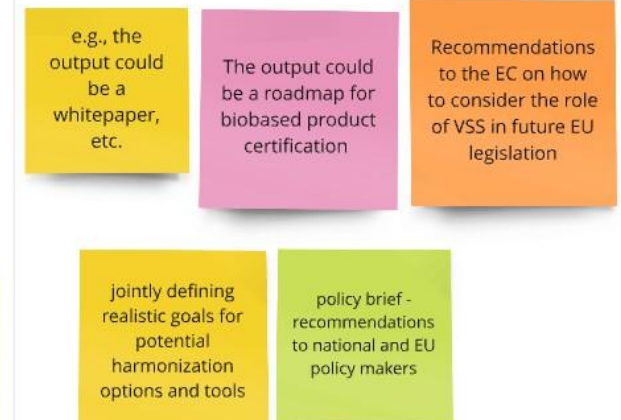 e.g., the
output could
be a
whitepaper,
etc.
The output could
be a roadmap for
biobased product
certification
Recommendations
to the EC on how
to consider the role
of VSS in future EU
legislation
jointly defining
realistic goals for
potential
harmonization
options and tools
policy brief -
recommendations
to national and EU
policy makers